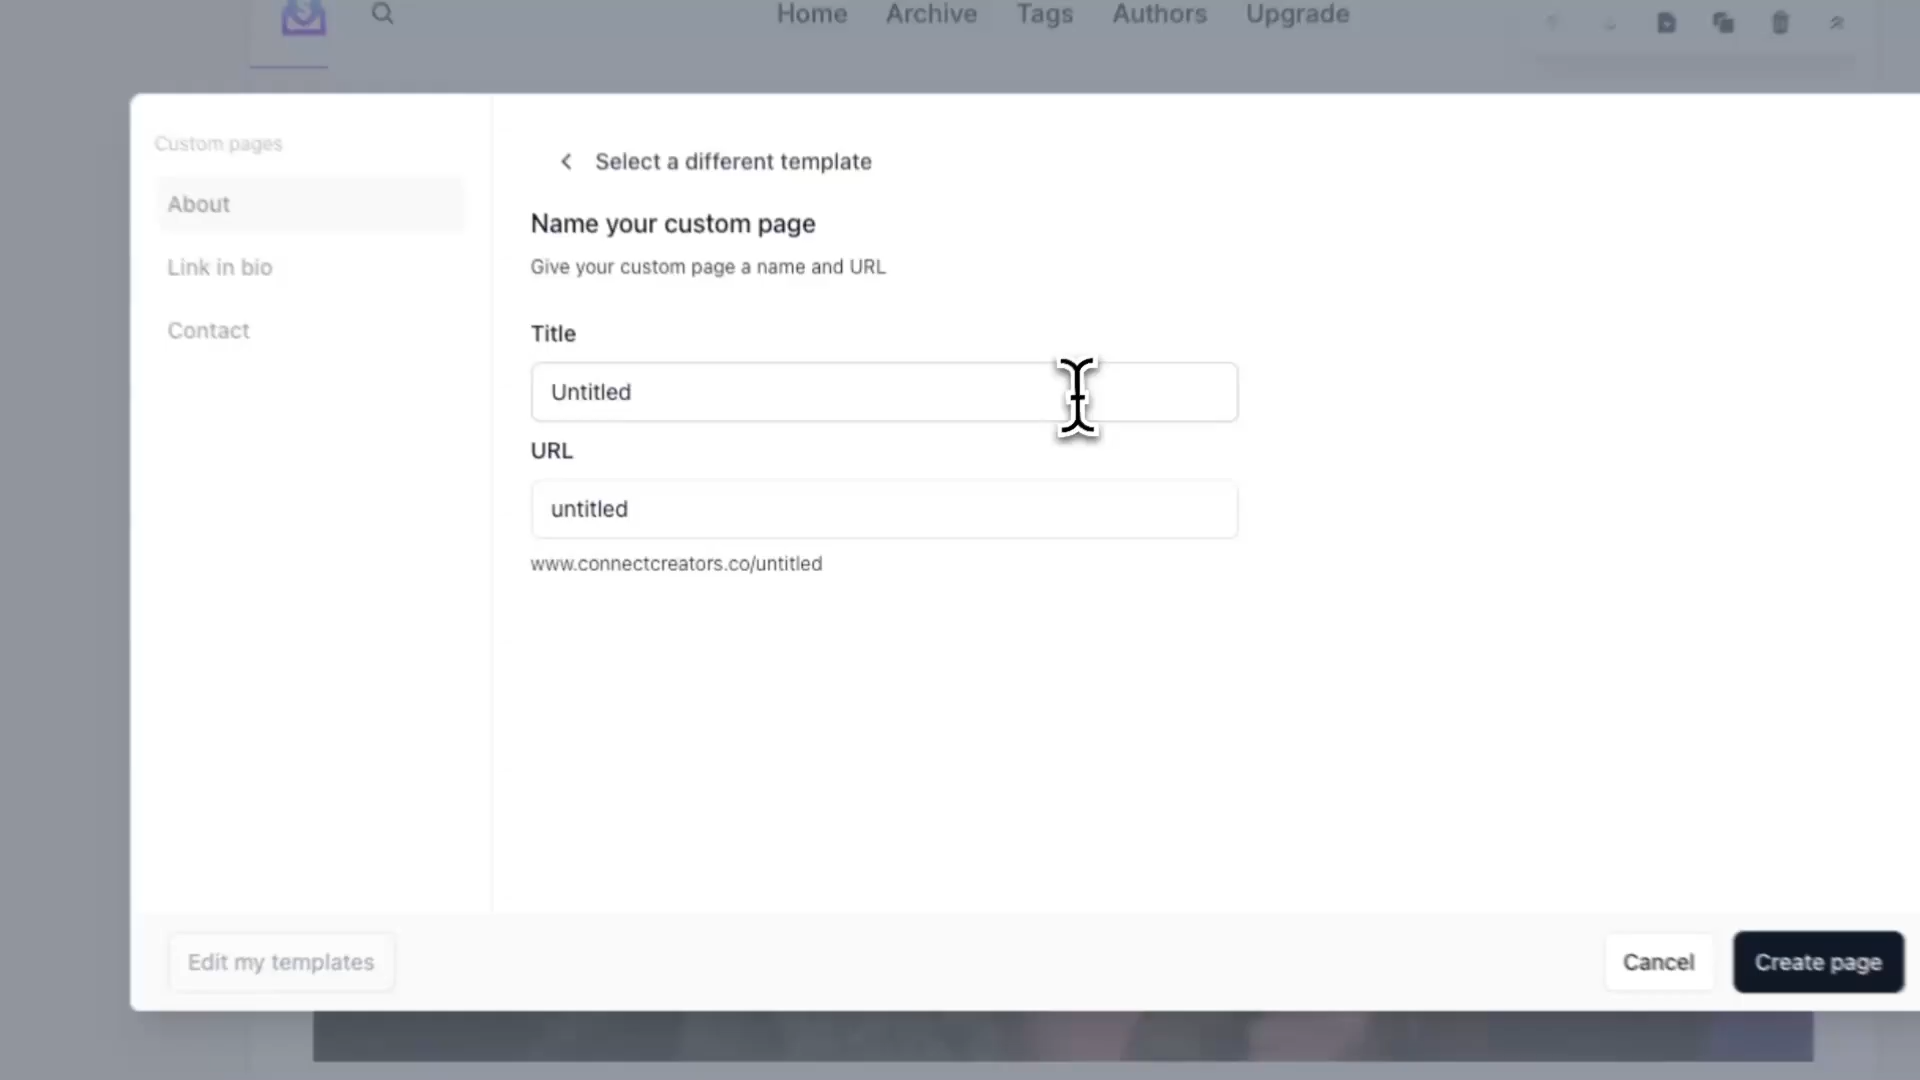 Home Archive Tags Authors Upgrade
Custom pages
About
Link in bio
Contact
Select a different template
Name your custom page
Give your custom page a name and URL
Title
Untitled
URL
untitled
www.connectcreators.co/untitled
Edit my templates
Cancel
Create page